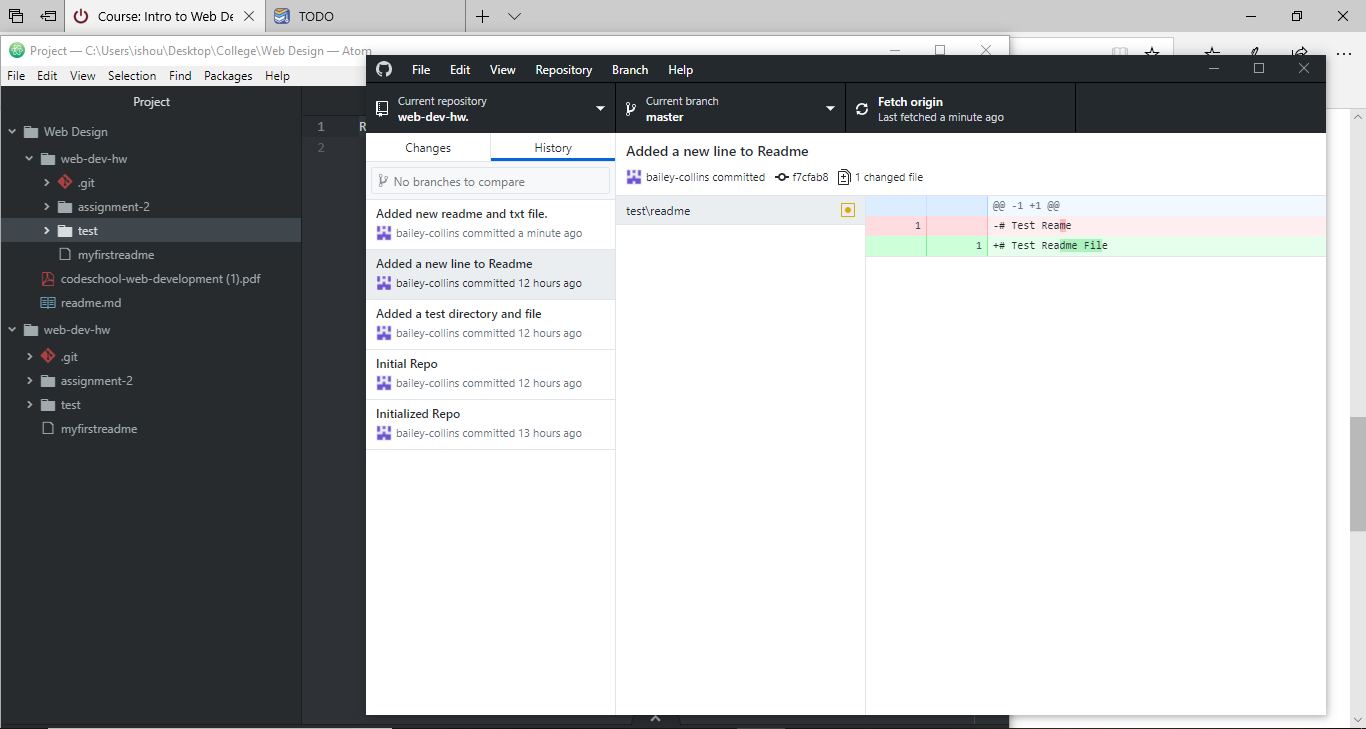 Course: Intro to Web De
TODO
Project — C:\Users\ishou\Desktop\College\Web Design — Atom
File Edit View Selection Find Packages Help
Project
Web Design
web-dev-hw
.git
assignment-2
test
myfirstreadme
codeschool-web-development (1).pdf
readme.md
web-dev-hw
.git
assignment-2
test
myfirstreadme
1 R
2
File Edit View Repository Branch Help
Current repository
web-dev-hw.
Current branch
master
Fetch origin
Last fetched a minute ago
Changes
History
No branches to compare
Added new readme and txt file.
bailey-collins committed a minute ago
Added a new line to Readme
bailey-collins committed 12 hours ago
Added a test directory and file
bailey-collins committed 12 hours ago
Initial Repo
bailey-collins committed 12 hours ago
Initialized Repo
bailey-collins committed 13 hours ago
Added a new line to Readme
bailey-collins committed f7cfab8 1 changed file
test\readme
@@ -1 +1 @@
1 -# Test Reame
1 +# Test Readme File